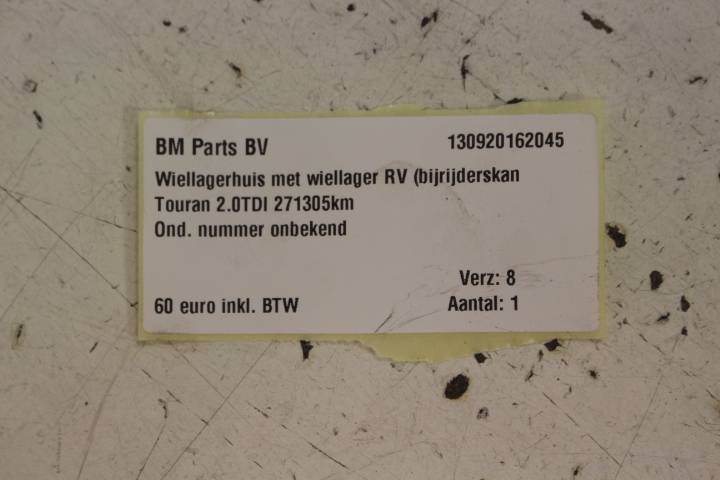 BM Parts BV 130920162045
Wiellagerhuis met wiellager RV (bijrijderskan
Touran 2.0TDI 271305km
Ond. nummer onbekend
Verz: 8
60 euro inkl. BTW Aantal: 1